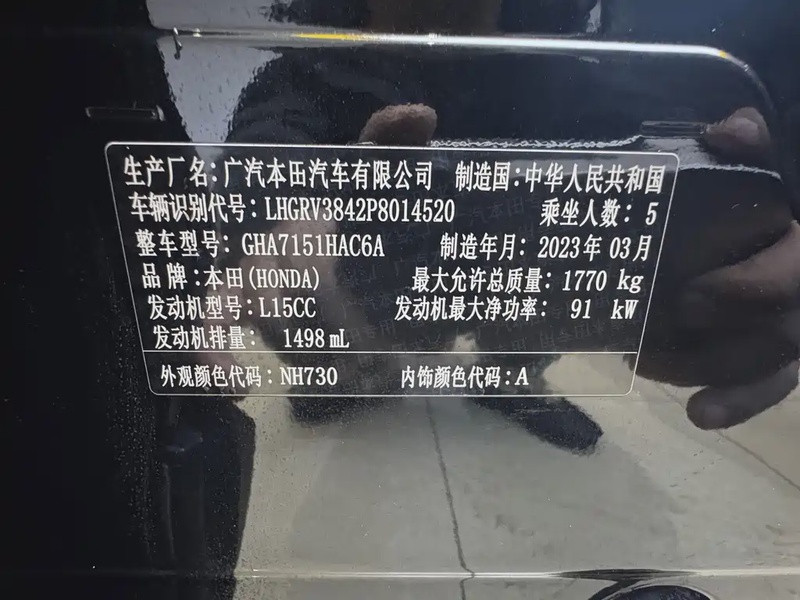 生产厂名：广汽本田汽车有限公司 制造国：中华人民共和国
车辆识别代号：LHGRV3842P8014520 乘坐人数：5
整车型号：GHA7151HAC6A 制造年月：2023年03月
品牌：本田(HONDA) 最大允许总质量：1770 kg
发动机型号：L15CC 发动机最大净功率：91 kW
发动机排量：1498 mL
外观颜色代码：NH730 内饰颜色代码：A